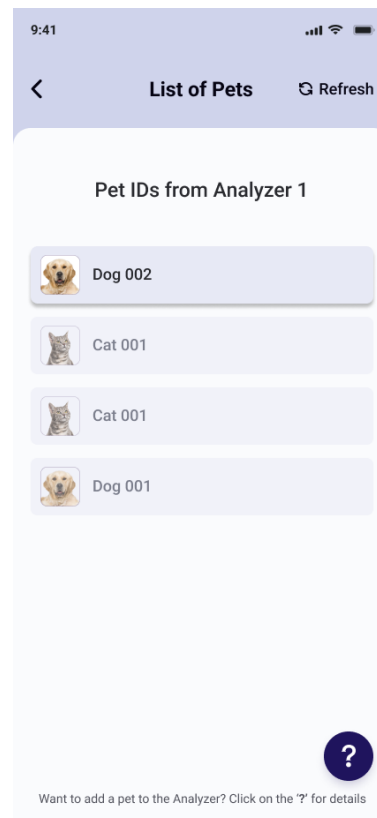 9:41
List of Pets
Refresh
Pet IDs from Analyzer 1
Dog 002
Cat 001
Cat 001
Dog 001
?
Want to add a pet to the Analyzer? Click on the ‘?’ for details